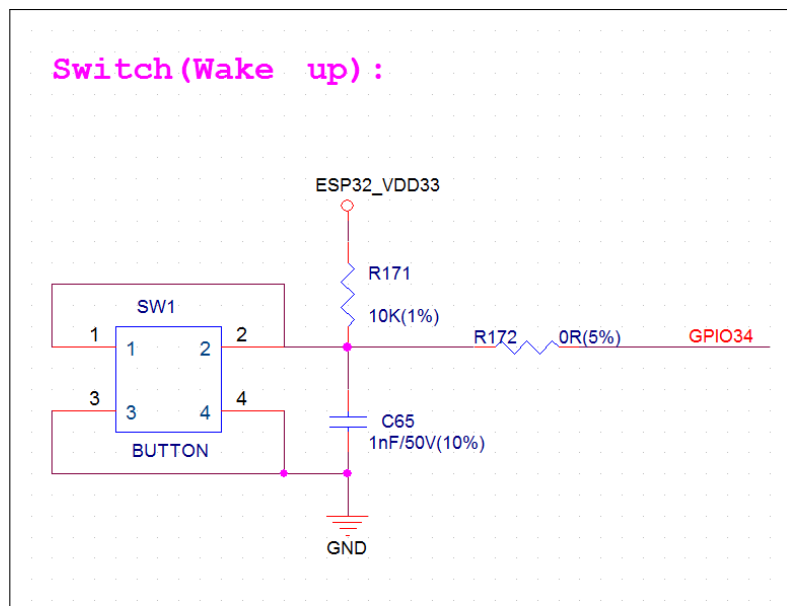 Switch(Wake up):
ESP32_VDD33
R171
10K(1%)
SW1
1
2
1
2
R172
0R(5%)
GPIO34
3
4
3
4
BUTTON
C65
1nF/50V(10%)
GND